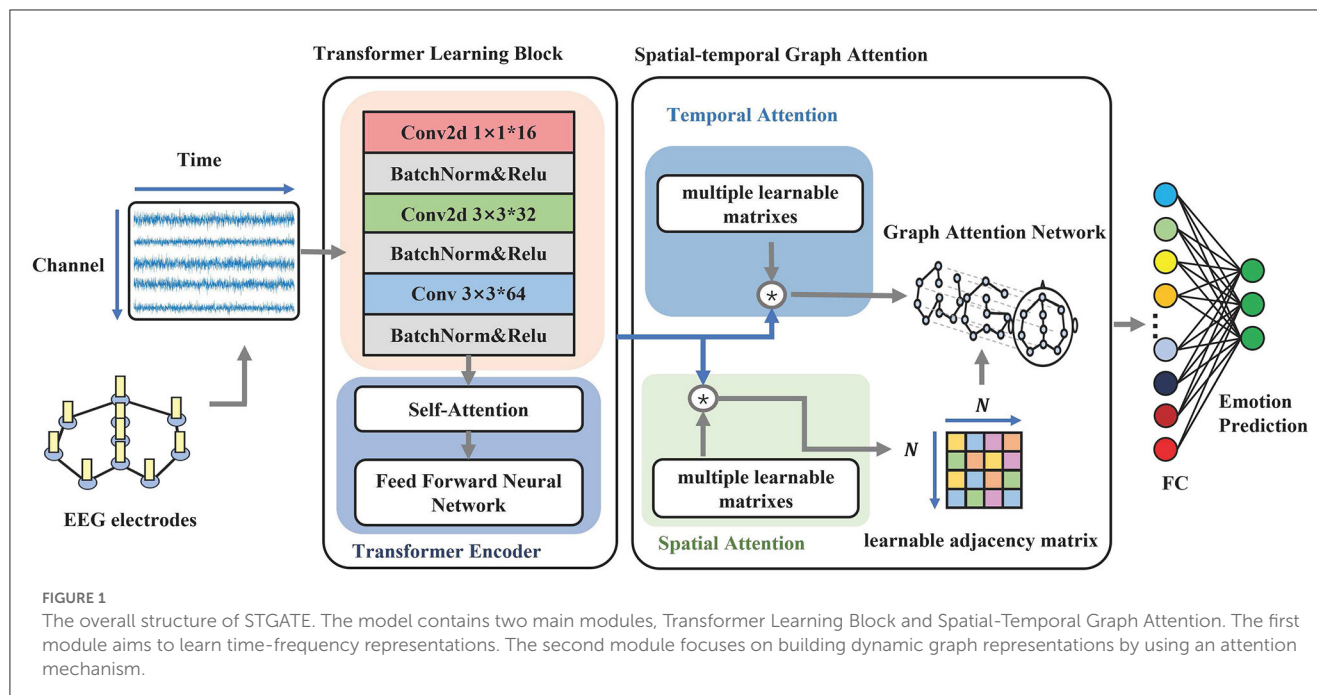 Transformer Learning Block
Spatial-temporal Graph Attention
Time
Channel
EEG electrodes
Conv2d 1×1*16
BatchNorm&Relu
Conv2d 3×3*32
BatchNorm&Relu
Conv 3×3*64
BatchNorm&Relu
Self-Attention
Feed Forward Neural
Network
Transformer Encoder
Temporal Attention
multiple learnable
matrixes
*
*
multiple learnable
matrixes
Spatial Attention
Graph Attention Network
N
N
learnable adjacency matrix
FC
Emotion
Prediction
FIGURE 1
The overall structure of STGATE. The model contains two main modules, Transformer Learning Block and Spatial-Temporal Graph Attention. The first
module aims to learn time-frequency representations. The second module focuses on building dynamic graph representations by using an attention
mechanism.